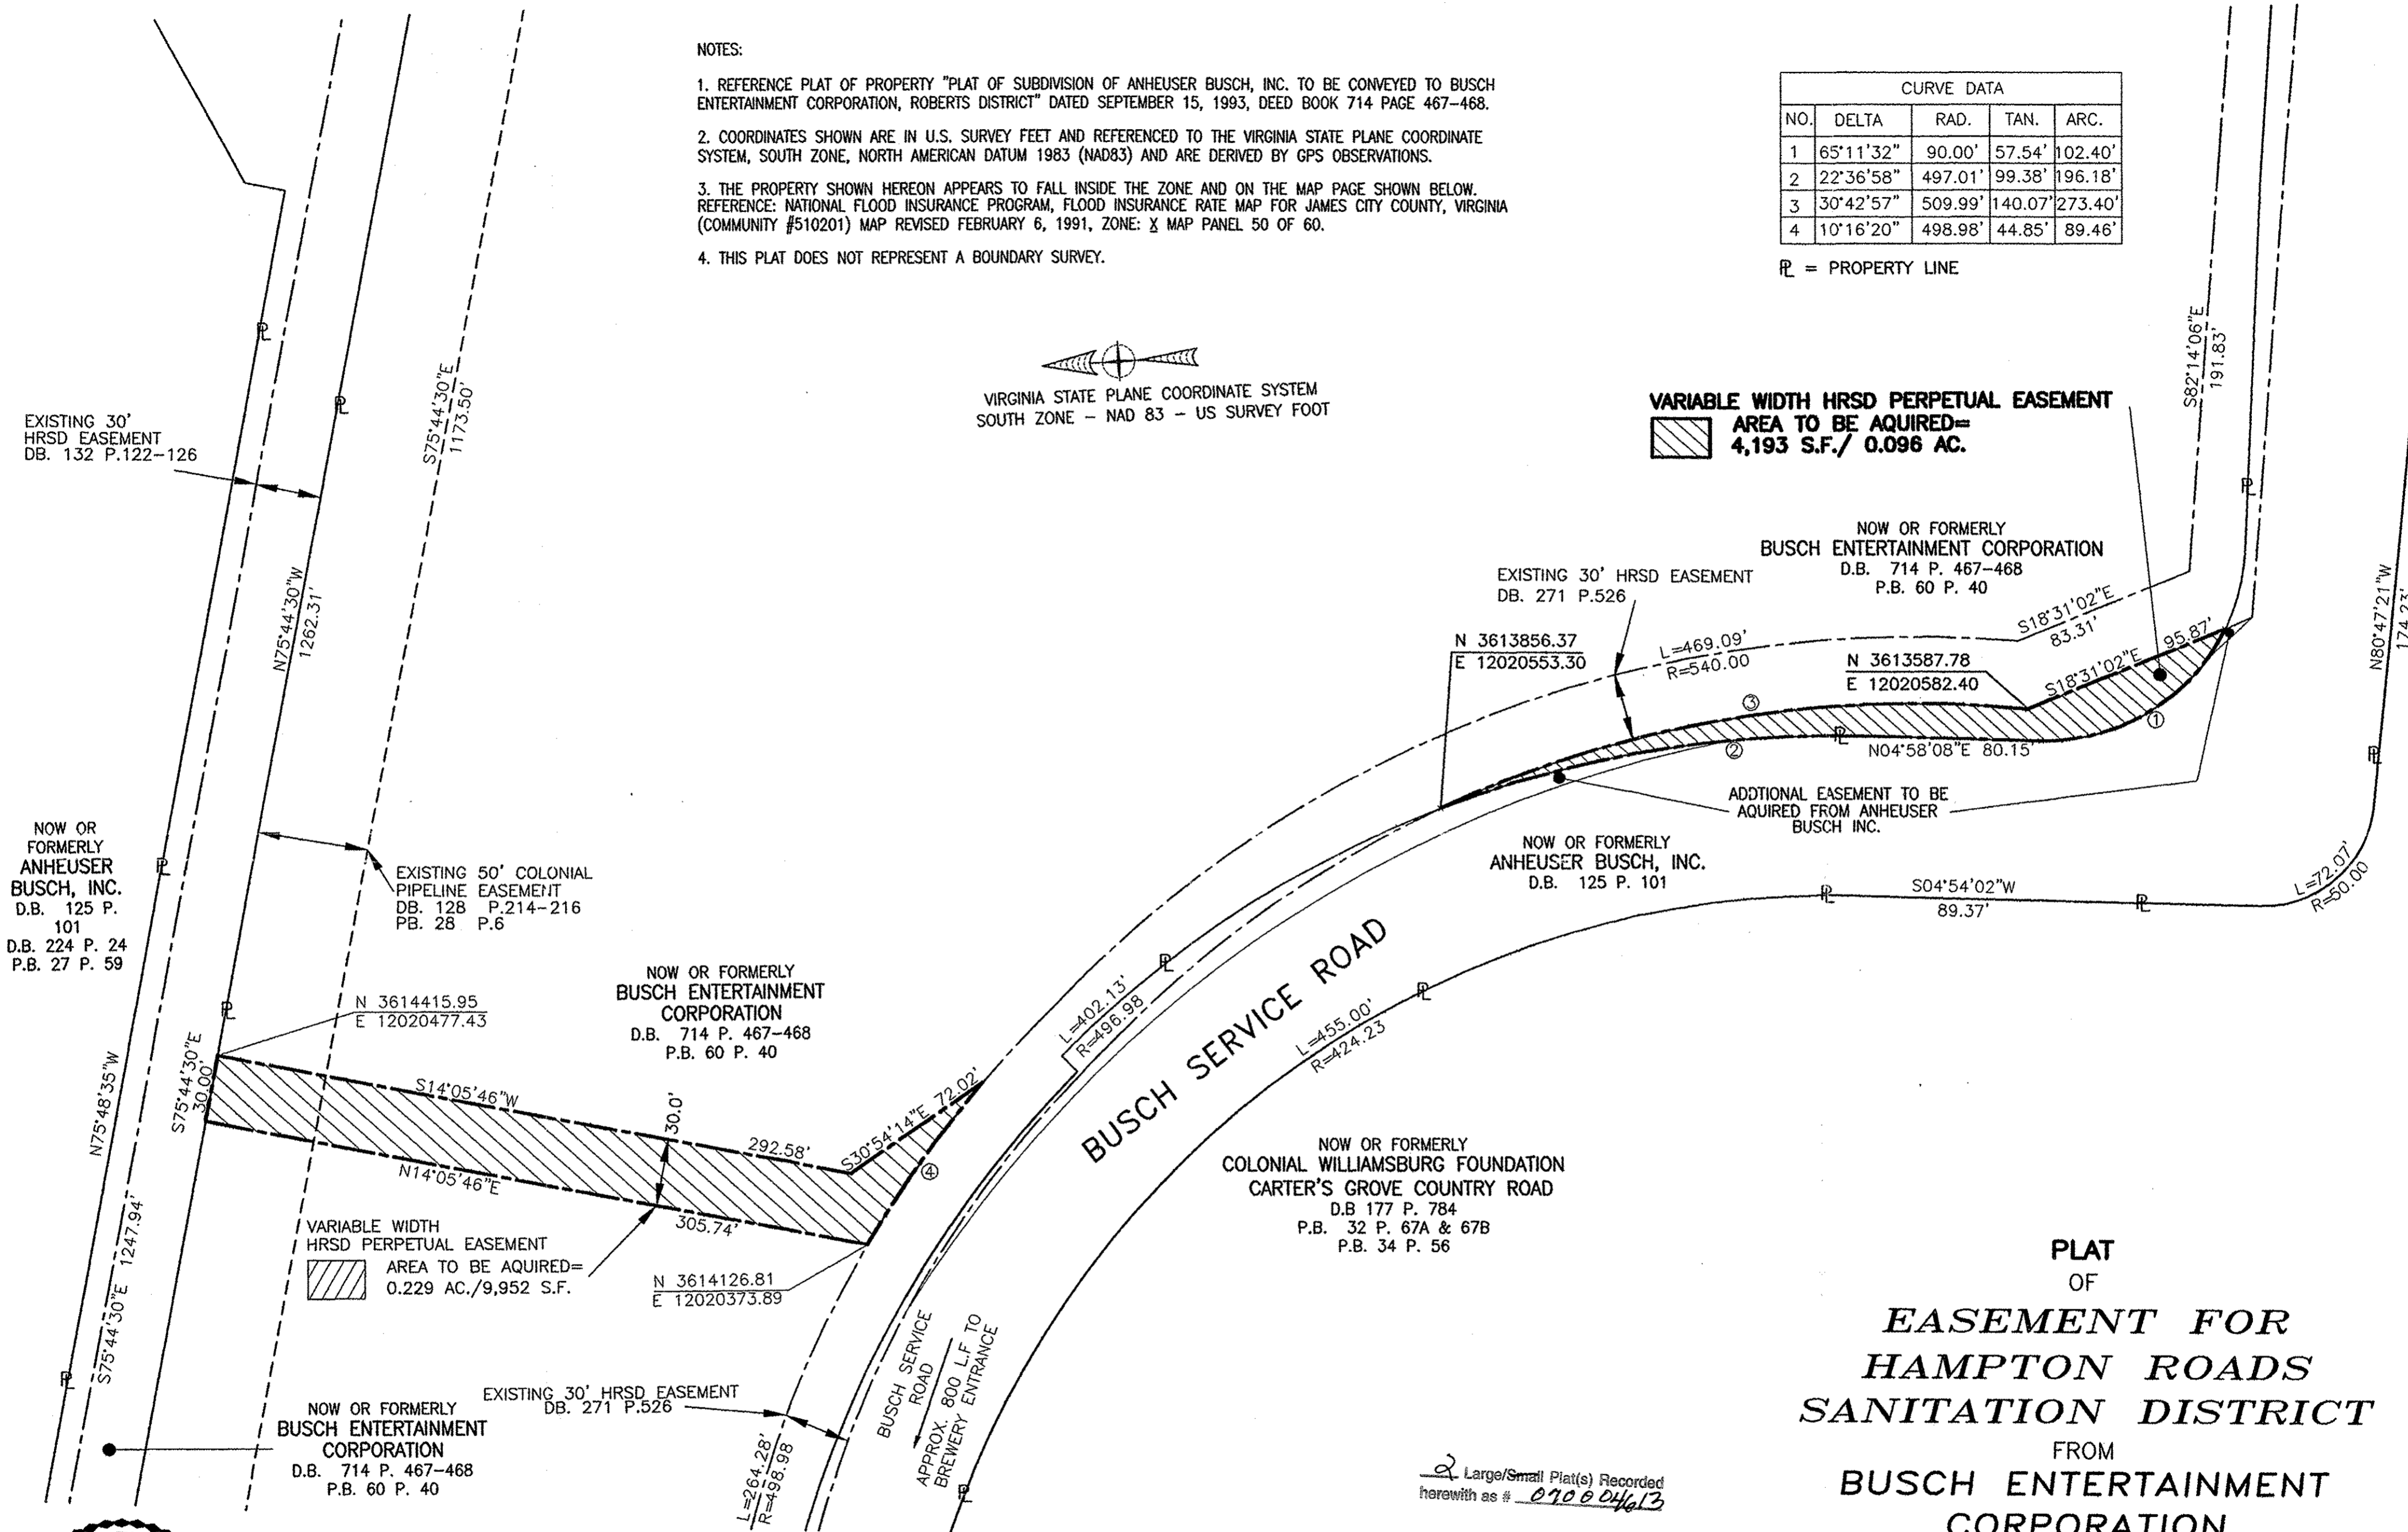 NOTES:
1. REFERENCE PLAT OF PROPERTY "PLAT OF SUBDIVISION OF ANHEUSER BUSCH, INC. TO BE CONVEYED TO BUSCH
ENTERTAINMENT CORPORATION, ROBERTS DISTRICT" DATED SEPTEMBER 15, 1993, DEED BOOK 714 PAGE 467-468.
2. COORDINATES SHOWN ARE IN U.S. SURVEY FEET AND REFERENCED TO THE VIRGINIA STATE PLANE COORDINATE
SYSTEM, SOUTH ZONE, NORTH AMERICAN DATUM 1983 (NAD83) AND ARE DERIVED BY GPS OBSERVATIONS.
3. THE PROPERTY SHOWN HEREON APPEARS TO FALL INSIDE THE ZONE AND ON THE MAP PAGE SHOWN BELOW.
REFERENCE: NATIONAL FLOOD INSURANCE PROGRAM, FLOOD INSURANCE RATE MAP FOR JAMES CITY COUNTY, VIRGINIA
(COMMUNITY #510201) MAP REVISED FEBRUARY 6, 1991, ZONE: X MAP PANEL 50 OF 60.
4. THIS PLAT DOES NOT REPRESENT A BOUNDARY SURVEY.
CURVE DATA
NO. DELTA RAD. TAN. ARC.
1 65°11'32" 90.00' 57.54' 102.40'
2 22°36'58" 497.01' 99.38' 196.18'
3 30°42'57" 509.99' 140.07' 273.40'
4 10°16'20" 498.98' 44.85' 89.46'
PL = PROPERTY LINE
VIRGINIA STATE PLANE COORDINATE SYSTEM
SOUTH ZONE - NAD 83 - US SURVEY FOOT
VARIABLE WIDTH HRSD PERPETUAL EASEMENT
AREA TO BE AQUIRED=
4,193 S.F./ 0.096 AC.
S82°14'06"E
191.83'
EXISTING 30'
HRSD EASEMENT
DB. 132 P.122-126
S75°44'30"E
1173.50'
N75°44'30"W
1262.31'
PL
PL
PL
NOW OR FORMERLY
BUSCH ENTERTAINMENT CORPORATION
D.B. 714 P. 467-468
P.B. 60 P. 40
EXISTING 30' HRSD EASEMENT
DB. 271 P.526
N 3613856.37
E 12020553.30
L=469.09'
R=540.00
S18°31'02"E
83.31'
N 3613587.78
E 12020582.40
S18°31'02"E 95.87'
N80°47'21"W
174.23'
3
2
1
PL
PL
N04°58'08"E 80.15'
ADDTIONAL EASEMENT TO BE
AQUIRED FROM ANHEUSER
BUSCH INC.
NOW OR FORMERLY
ANHEUSER BUSCH, INC.
D.B. 125 P. 101
PL
S04°54'02"W
89.37'
PL
L=72.07'
R=50.00
NOW OR
FORMERLY
ANHEUSER
BUSCH, INC.
D.B. 125 P.
101
D.B. 224 P. 24
P.B. 27 P. 59
PL
EXISTING 50' COLONIAL
PIPELINE EASEMENT
DB. 128 P.214-216
PB. 28 P.6
PL
N 3614415.95
E 12020477.43
NOW OR FORMERLY
BUSCH ENTERTAINMENT
CORPORATION
D.B. 714 P. 467-468
P.B. 60 P. 40
PL
L=402.13'
R=496.98
BUSCH SERVICE ROAD
PL
L=455.00'
R=424.23
N75°48'35"W
S75°44'30"E
30.00'
S14°05'46"W
292.58'
30.0'
S30°54'14"E 72.02'
4
N14°05'46"E
305.74'
VARIABLE WIDTH
HRSD PERPETUAL EASEMENT
AREA TO BE AQUIRED=
0.229 AC./9,952 S.F.
N 3614126.81
E 12020373.89
NOW OR FORMERLY
COLONIAL WILLIAMSBURG FOUNDATION
CARTER'S GROVE COUNTRY ROAD
D.B 177 P. 784
P.B. 32 P. 67A & 67B
P.B. 34 P. 56
S75°44'30"E 1247.94'
PL
NOW OR FORMERLY
BUSCH ENTERTAINMENT
CORPORATION
D.B. 714 P. 467-468
P.B. 60 P. 40
EXISTING 30' HRSD EASEMENT
DB. 271 P.526
L=264.28'
R=498.98
BUSCH SERVICE
ROAD
APPROX. 800 L.F TO
BREWERY ENTRANCE
PL
2 Large/Small Plat(s) Recorded
herewith as # 070004613
PLAT
OF
EASEMENT FOR
HAMPTON ROADS
SANITATION DISTRICT
FROM
BUSCH ENTERTAINMENT
CORPORATION